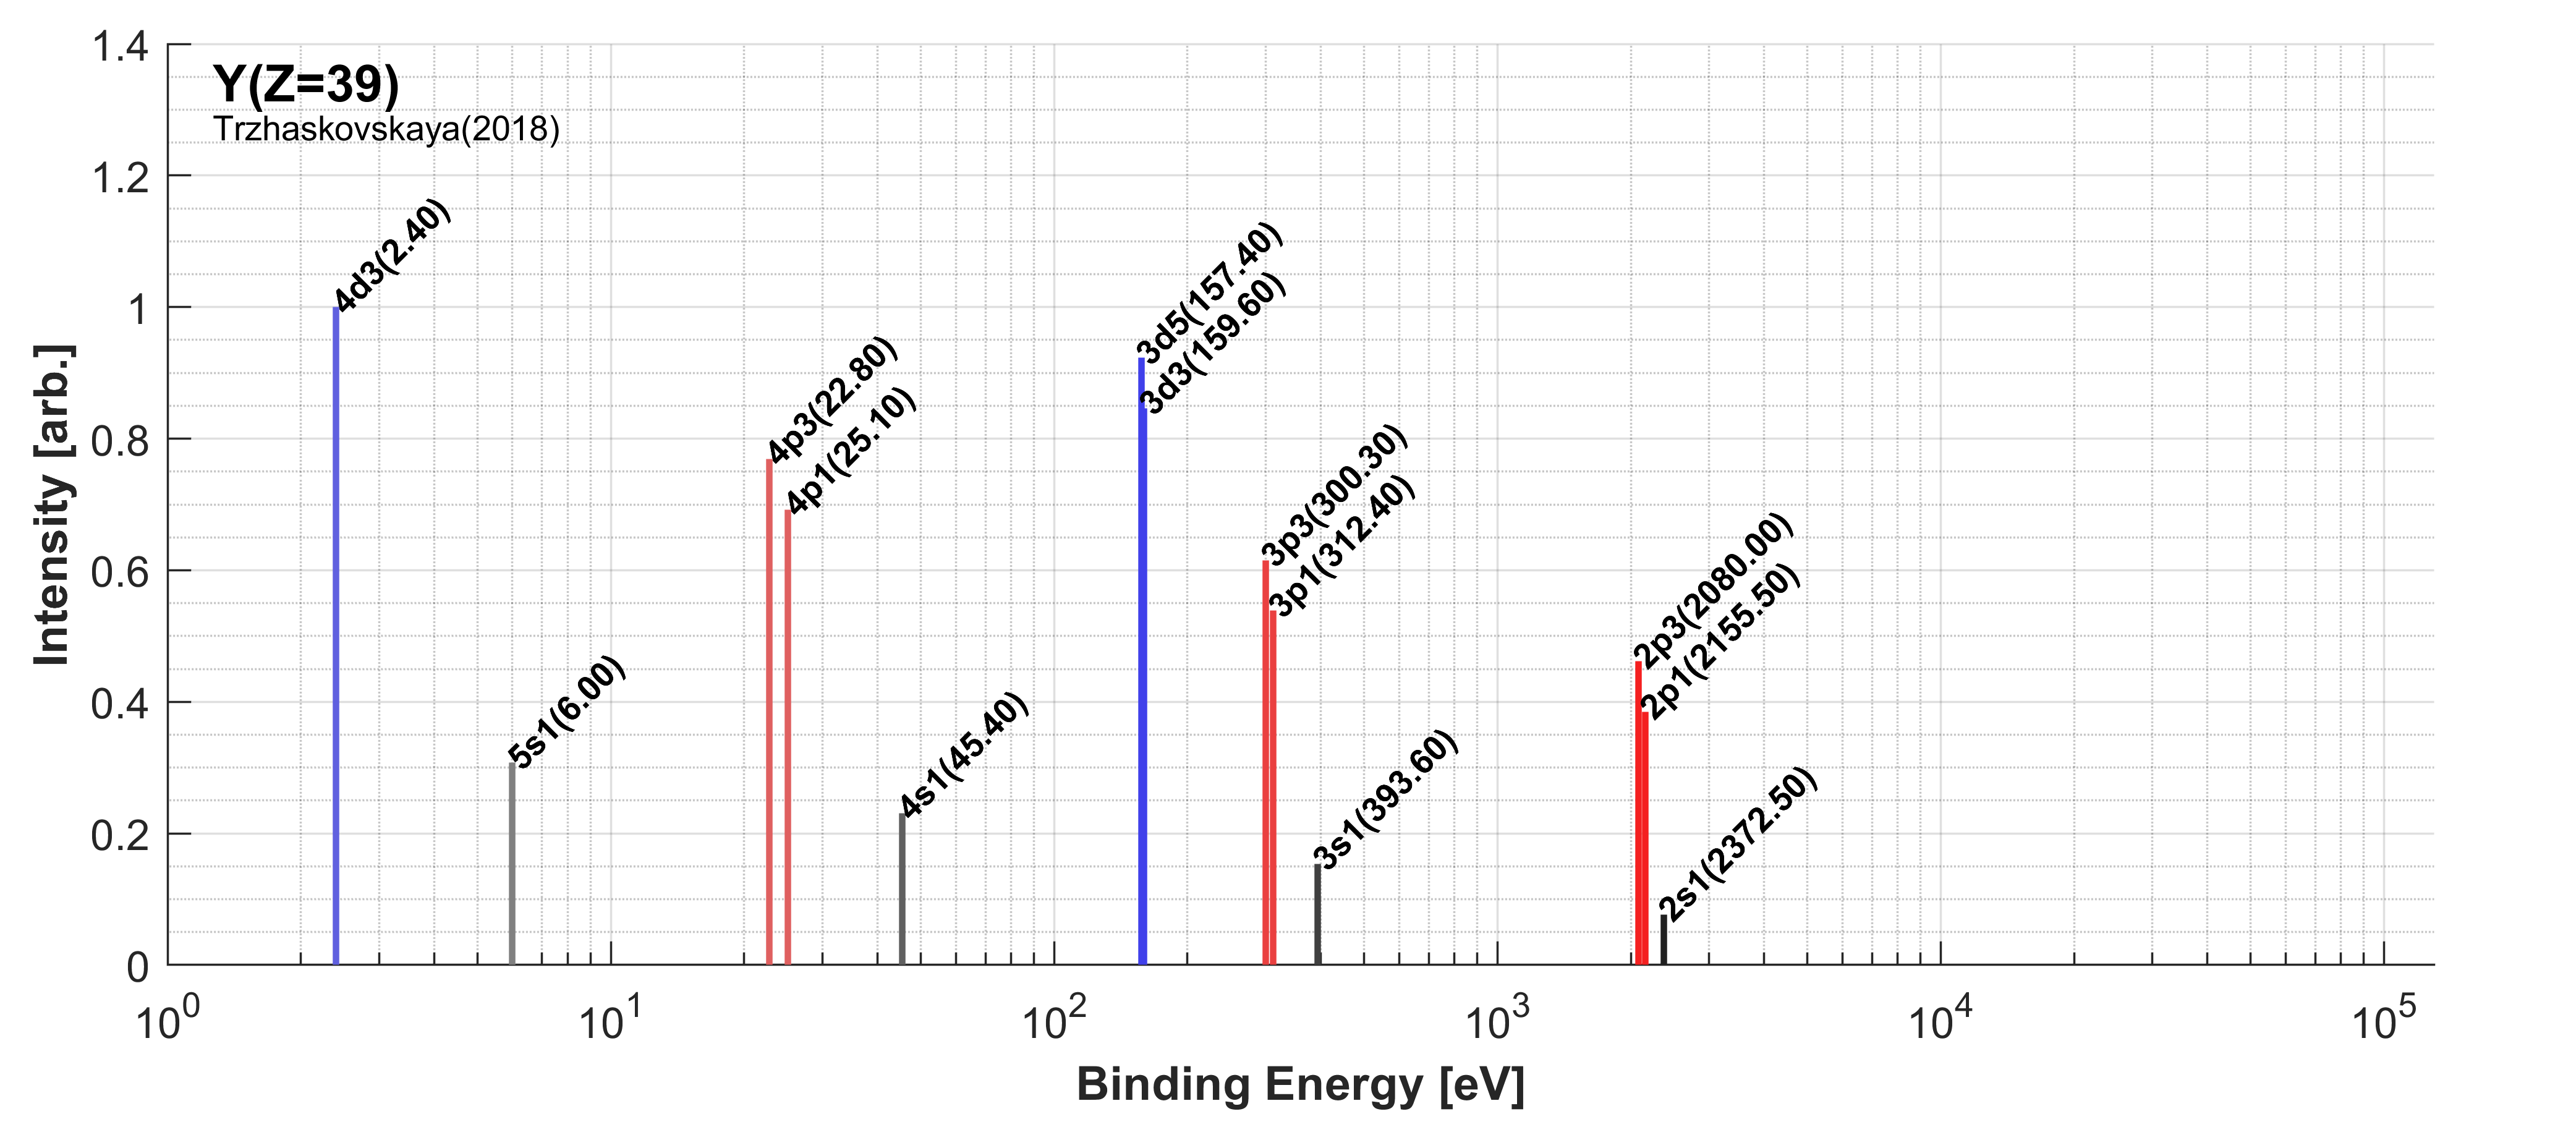 Y(Z=39)
Trzhaskovskaya(2018)
1.4
1.2
1
0.8
0.6
0.4
0.2
0
Intensity [arb.]
4d3(2.40)
5s1(6.00)
4p3(22.80)
4p1(25.10)
4s1(45.40)
3d5(157.40)
3d3(159.60)
3p3(300.30)
3p1(312.40)
3s1(393.60)
2p3(2080.00)
2p1(2155.50)
2s1(2372.50)
10^0 10^1 10^2 10^3 10^4 10^5
Binding Energy [eV]